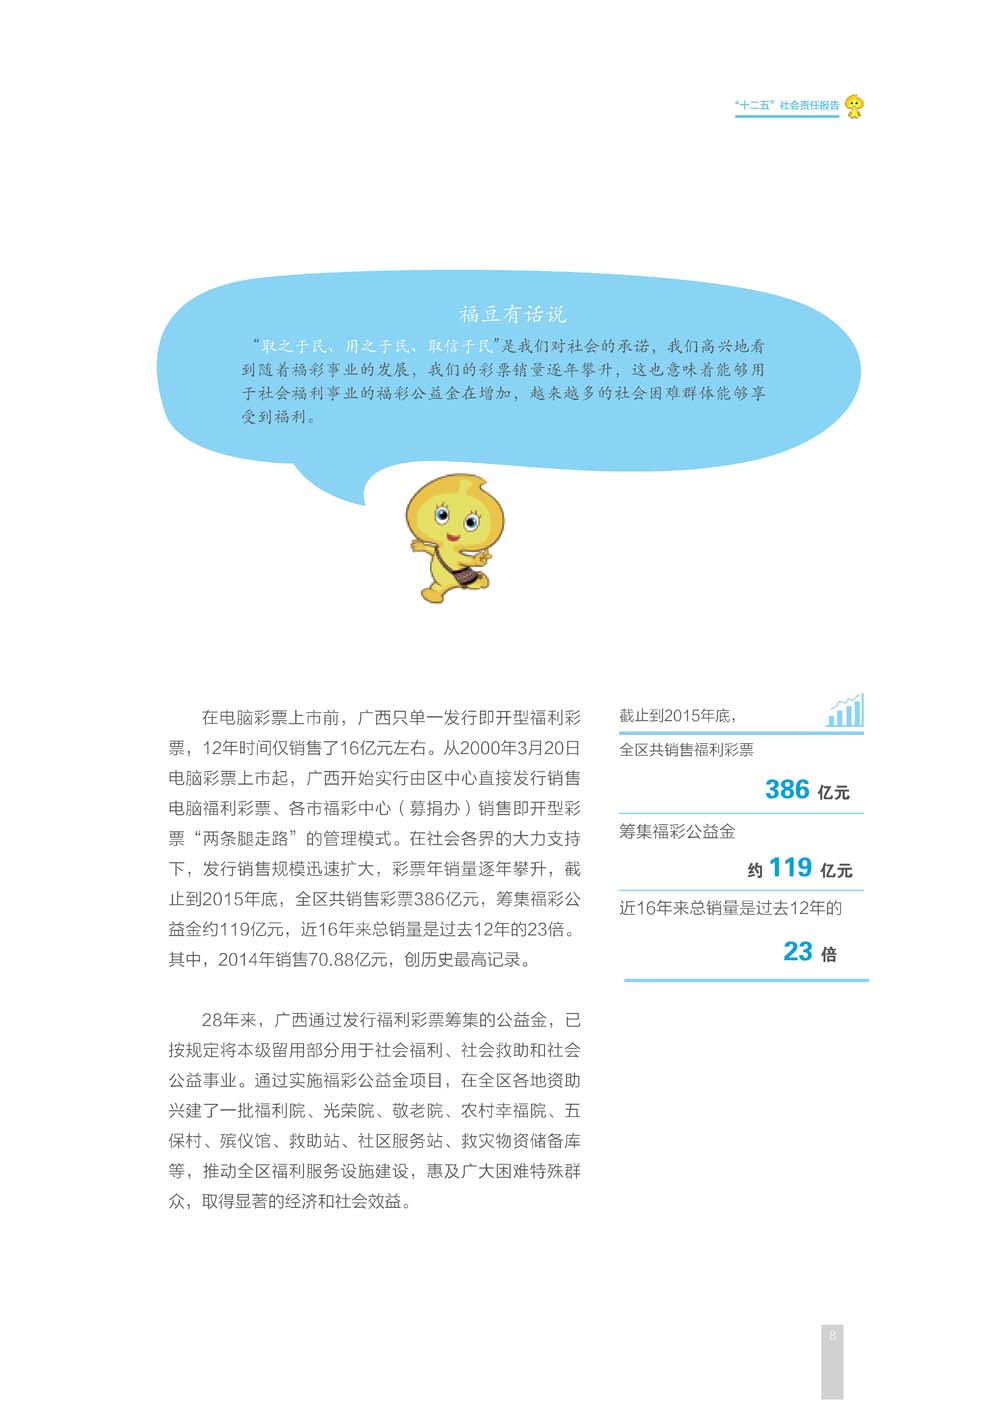 “十二五”社会责任报告
福豆有话说
“取之于民、用之于民、取信于民”是我们对社会的承诺，我们高兴地看
到随着福彩事业的发展，我们的彩票销量逐年攀升，这也意味着能够用
于社会福利事业的福彩公益金在增加，越来越多的社会困难群体能够享
受到福利。
在电脑彩票上市前，广西只单一发行即开型福利彩
票，12年时间仅销售了16亿元左右。从2000年3月20日
电脑彩票上市起，广西开始实行由区中心直接发行销售
电脑福利彩票、各市福彩中心（募捐办）销售即开型彩
票“两条腿走路”的管理模式。在社会各界的大力支持
下，发行销售规模迅速扩大，彩票年销量逐年攀升，截
止到2015年底，全区共销售彩票386亿元，筹集福彩公
益金约119亿元，近16年来总销量是过去12年的23倍。
其中，2014年销售70.88亿元，创历史最高记录。
28年来，广西通过发行福利彩票筹集的公益金，已
按规定将本级留用部分用于社会福利、社会救助和社会
公益事业。通过实施福彩公益金项目，在全区各地资助
兴建了一批福利院、光荣院、敬老院、农村幸福院、五
保村、殡仪馆、救助站、社区服务站、救灾物资储备库
等，推动全区福利服务设施建设，惠及广大困难特殊群
众，取得显著的经济和社会效益。
截止到2015年底，
全区共销售福利彩票
386 亿元
筹集福彩公益金
约 119 亿元
近16年来总销量是过去12年的
23 倍
8